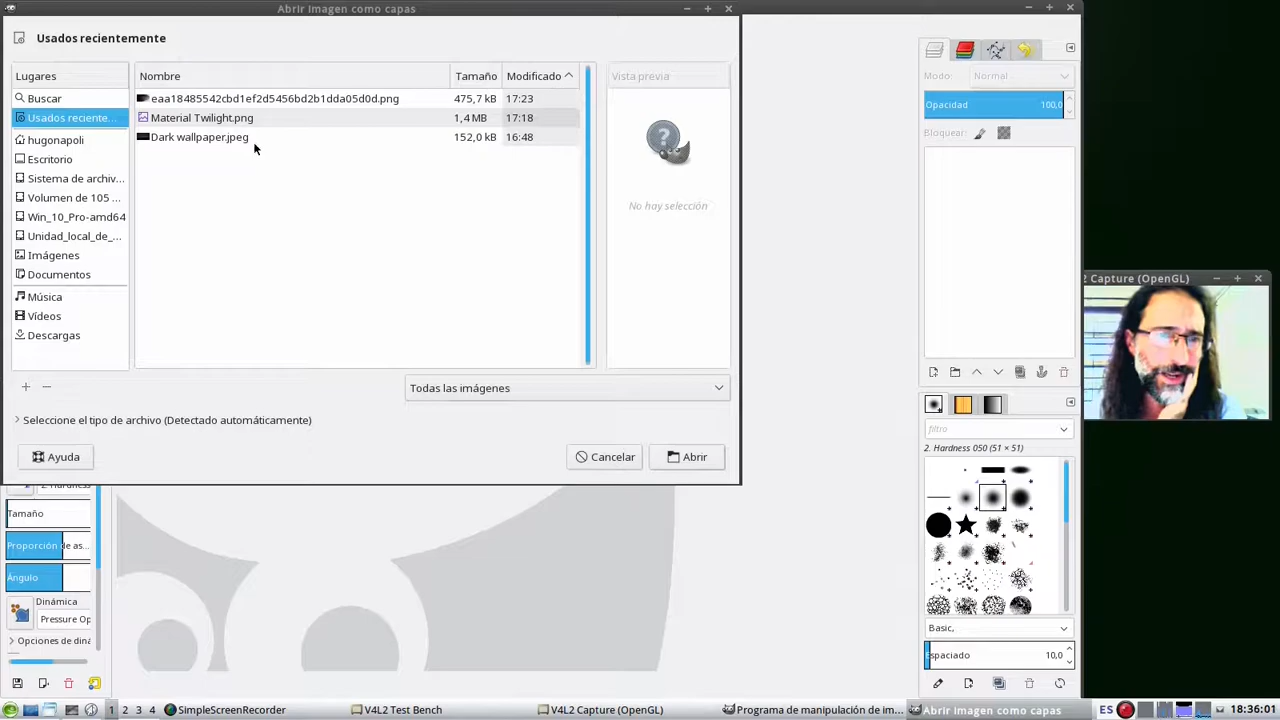 Abrir Imagen como capas
Usados recientemente
Lugares
Buscar
Usados reciente...
hugonapoli
Escritorio
Sistema de archiv...
Volumen de 105 ...
Win_10_Pro-amd64
Unidad_local_de_...
Imágenes
Documentos
Música
Vídeos
Descargas
Nombre
Tamaño
Modificado
eaa18485542cbd1ef2d5456bd2b1dda05d0d.png
475,7 kB
17:23
Material Twilight.png
1,4 MB
17:18
Dark wallpaper.jpeg
152,0 kB
16:48
Vista previa
No hay selección
Todas las imágenes
Seleccione el tipo de archivo (Detectado automáticamente)
Ayuda
Cancelar
Abrir
Tamaño
Proporción de as...
Ángulo
Dinámica
Pressure Op
Opciones de diná
Modo:
Normal
Opacidad
100,0
Bloquear:
filtro
2. Hardness 050 (51 × 51)
Basic,
Espaciado
10,0
2 Capture (OpenGL)
1 2 3 4
SimpleScreenRecorder
V4L2 Test Bench
V4L2 Capture (OpenGL)
Programa de manipulación de im...
Abrir Imagen como capas
ES
18:36:01